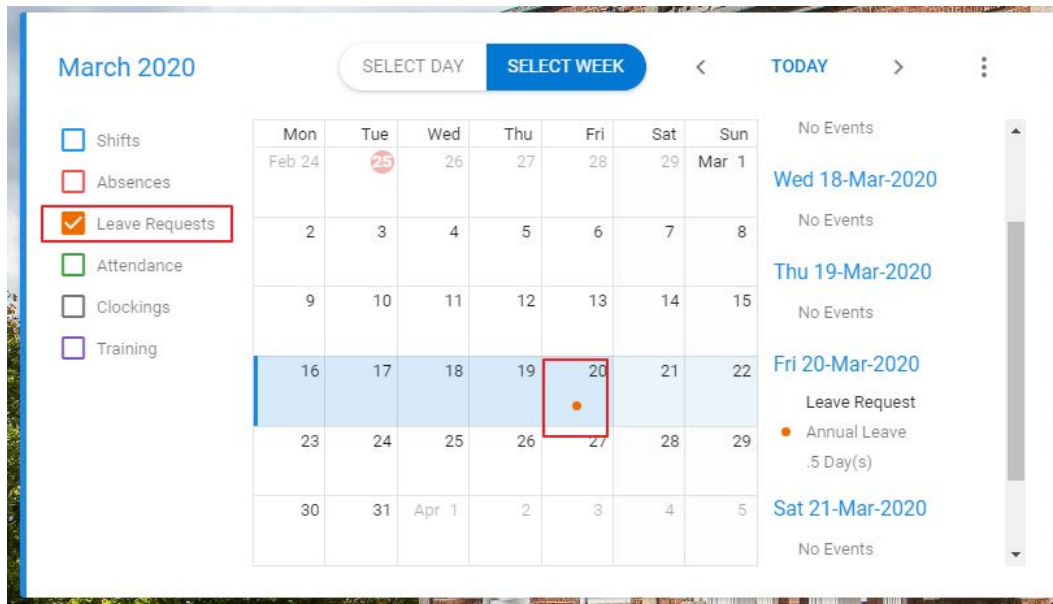 March 2020
SELECT DAY SELECT WEEK
TODAY
Shifts
Absences
Leave Requests
Attendance
Clockings
Training
Mon Tue Wed Thu Fri Sat Sun
Feb 24 25 26 27 28 29 Mar 1
2 3 4 5 6 7 8
9 10 11 12 13 14 15
16 17 18 19 20 21 22
23 24 25 26 27 28 29
30 31 Apr 1 2 3 4 5
No Events
Wed 18-Mar-2020
No Events
Thu 19-Mar-2020
No Events
Fri 20-Mar-2020
Leave Request
Annual Leave
.5 Day(s)
Sat 21-Mar-2020
No Events